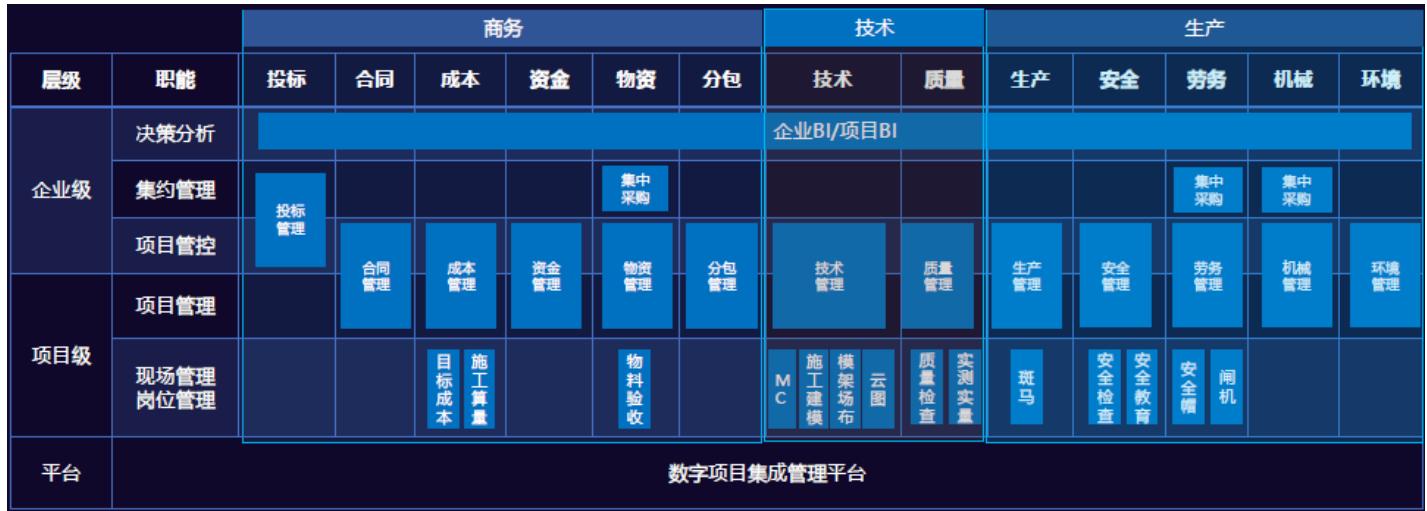 商务 技术 生产
层级 职能 投标 合同 成本 资金 物资 分包 技术 质量 生产 安全 劳务 机械 环境
企业级
决策分析
企业BI/项目BI
集约管理
投标
管理
集中
采购
集中
采购
集中
采购
项目管控
合同
管理
成本
管理
资金
管理
物资
管理
分包
管理
技术
管理
质量
管理
生产
管理
安全
管理
劳务
管理
机械
管理
环境
管理
项目级
项目管理
现场管理
岗位管理
目标成本
施工算量
物料验收
MC
施工建模
模架场布
云图
质量检查
实测实量
斑马
安全检查
安全教育
安全帽
闸机
平台
数字项目集成管理平台